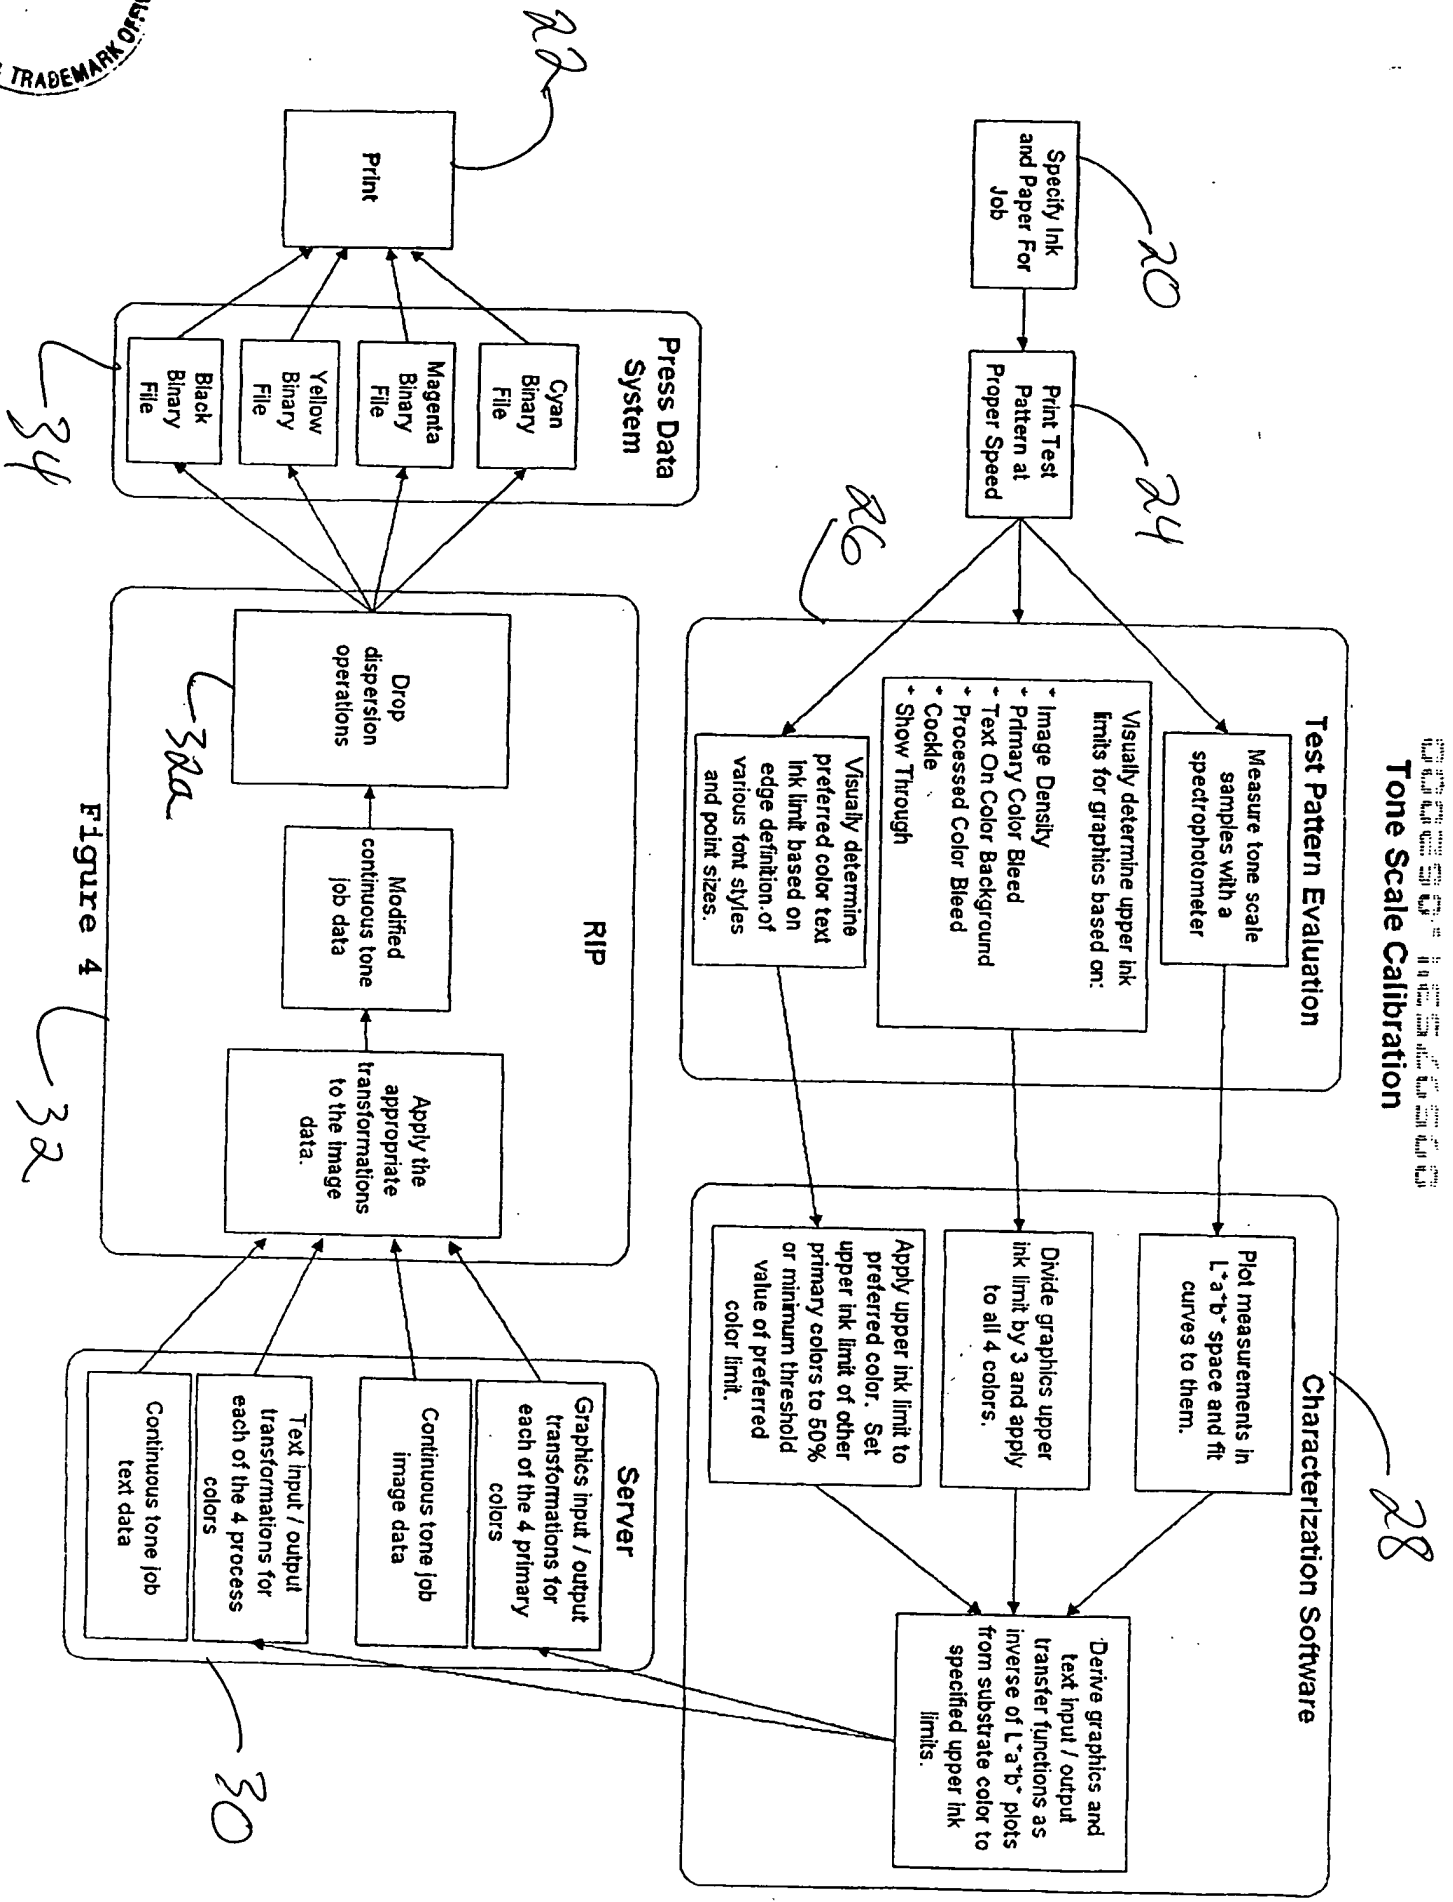 Tone Scale Calibration
20
Specify Ink
and Paper For
Job
24
Print Test
Pattern at
Proper Speed
26
Test Pattern Evaluation
Measure tone scale
samples with a
spectrophotometer
Visually determine upper ink
limits for graphics based on:
* Image Density
* Primary Color Bleed
* Text On Color Background
* Processed Color Bleed
* Cockle
* Show Through
Visually determine
preferred color text
ink limit based on
edge definition of
various font styles
and point sizes.
28
Characterization Software
Plot measurements in
L*a*b* space and fit
curves to them.
Divide graphics upper
ink limit by 3 and apply
to all 4 colors.
Apply upper ink limit to
preferred color. Set
upper ink limit of other
primary colors to 50%
or minimum threshold
value of preferred
color limit.
Derive graphics and
text input / output
transfer functions as
inverse of L*a*b* plots
from substrate color to
specified upper ink
limits.
22
Print
Press Data
System
Cyan
Binary
File
Magenta
Binary
File
Yellow
Binary
File
Black
Binary
File
34
RIP
Drop
dispersion
operations
32a
Modified
continuous tone
job data
Apply the
appropriate
transformations
to the image
data.
32
Server
Graphics input / output
transformations for
each of the 4 primary
colors
Continuous tone job
image data
Text input / output
transformations for
each of the 4 process
colors
Continuous tone job
text data
30
Figure 4
TRADEMARK